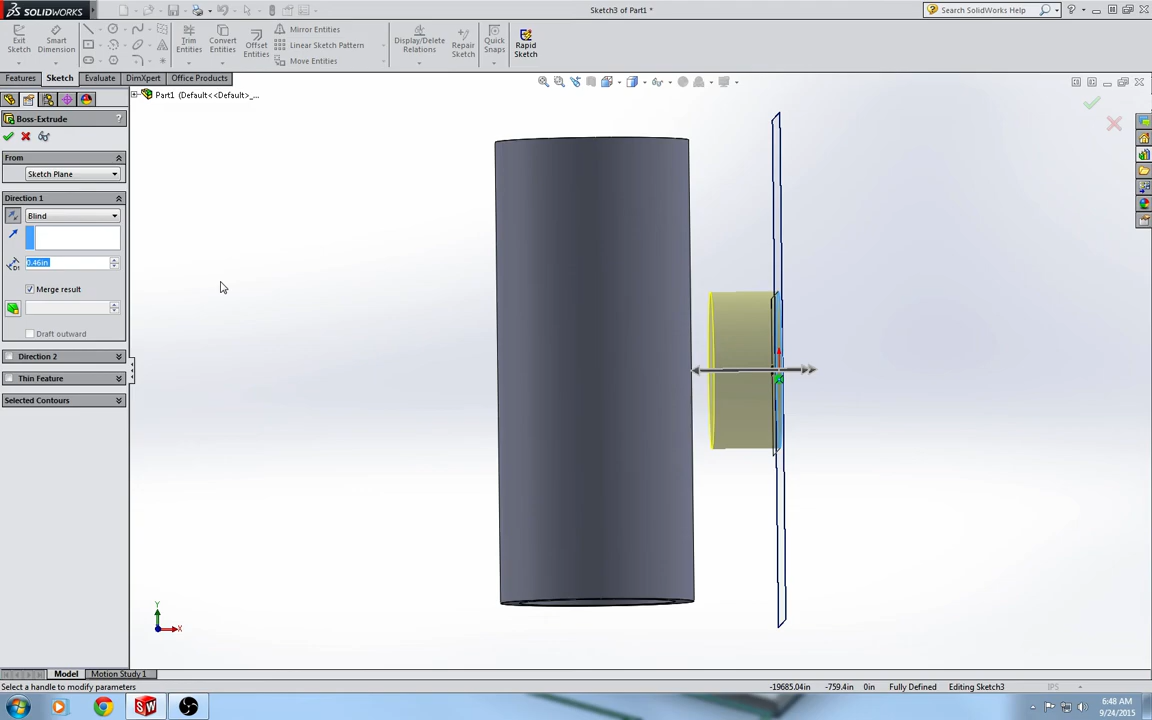 SOLIDWORKS
Sketch3 of Part1 *
Search SolidWorks Help
Exit Sketch
Smart Dimension
Trim Entities
Convert Entities
Offset Entities
Mirror Entities
Linear Sketch Pattern
Move Entities
Display/Delete Relations
Repair Sketch
Quick Snaps
Rapid Sketch
Features
Sketch
Evaluate
DimXpert
Office Products
Part1 (Default<<Default>_...
Boss-Extrude
?
From
Sketch Plane
Direction 1
Blind
D1
0.46in
Merge result
Draft outward
Direction 2
Thin Feature
Selected Contours
Y
X
Model
Motion Study 1
Select a handle to modify parameters
-19685.04in
-759.4in
0in
Fully Defined
Editing Sketch3
IPS
SW
6:48 AM
9/24/2015